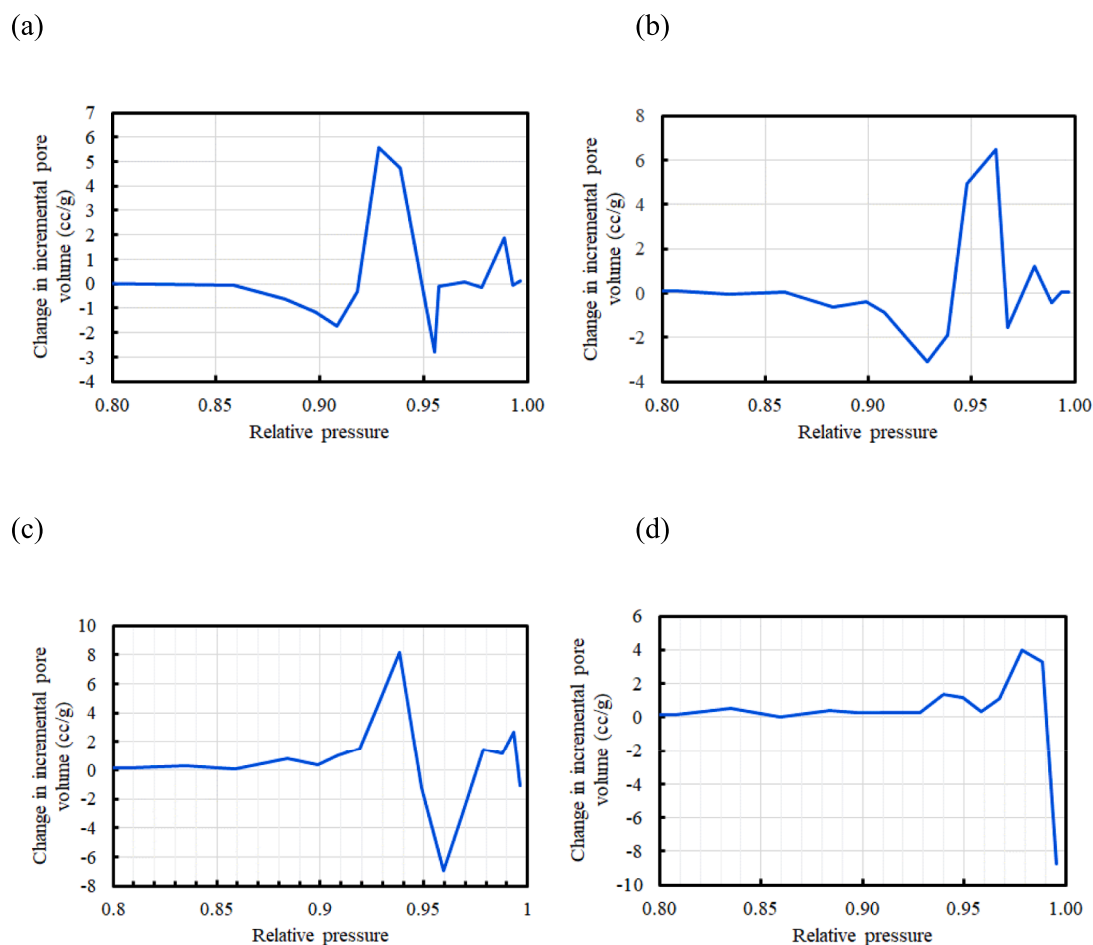 (a)
(b)
Change in incremental pore
volume (cc/g)
7
6
5
4
3
2
1
0
-1
-2
-3
-4
0.80 0.85 0.90 0.95 1.00
Relative pressure
Change in incremental pore
volume (cc/g)
8
6
4
2
0
-2
-4
0.80 0.85 0.90 0.95 1.00
Relative pressure
(c)
(d)
Change in incremental pore
volume (cc/g)
10
8
6
4
2
0
-2
-4
-6
-8
0.8 0.85 0.9 0.95 1
Relative pressure
Change in incremental pore
volume (cc/g)
6
4
2
0
-2
-4
-6
-8
-10
0.80 0.85 0.90 0.95 1.00
Relative pressure